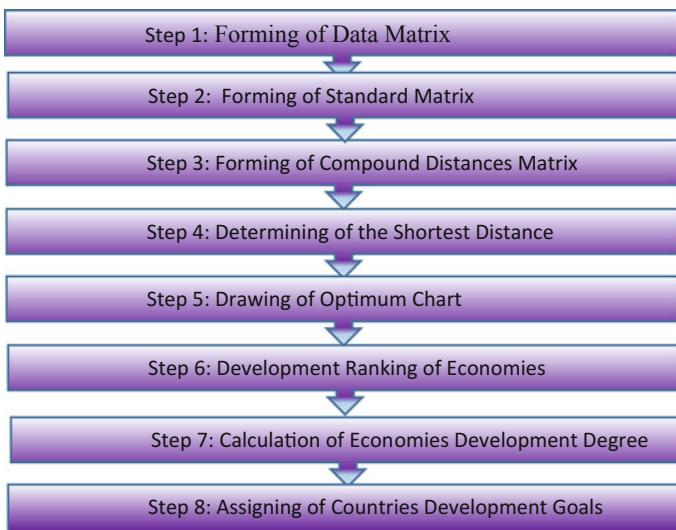 Step 1: Forming of Data Matrix
Step 2: Forming of Standard Matrix
Step 3: Forming of Compound Distances Matrix
Step 4: Determining of the Shortest Distance
Step 5: Drawing of Optimum Chart
Step 6: Development Ranking of Economies
Step 7: Calculation of Economies Development Degree
Step 8: Assigning of Countries Development Goals